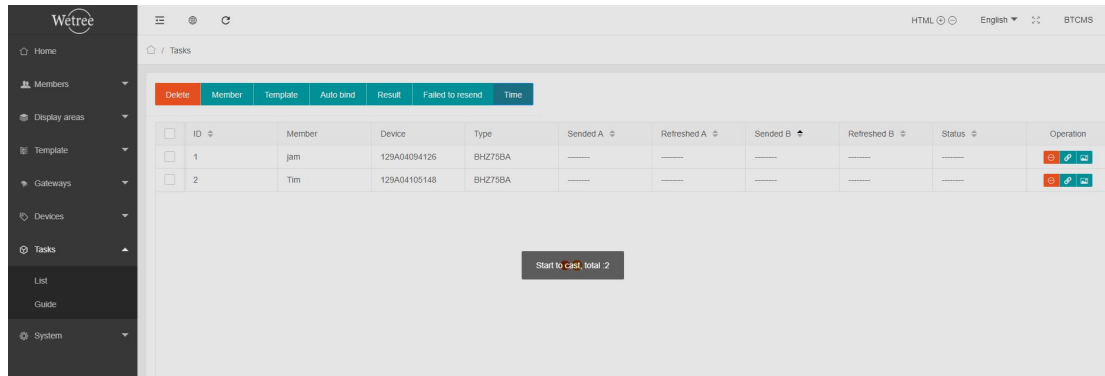 Wetree
HTML English BTCMS
Home
/ Tasks
Members
Delete Member Template Auto bind Result Failed to resend Time
Display areas
ID Member Device Type Sended A Refreshed A Sended B Refreshed B Status Operation
Template
1 jam 129A04094126 BHZ75BA -------- -------- -------- -------- --------
2 Tim 129A04105148 BHZ75BA -------- -------- -------- -------- --------
Gateways
Devices
Tasks
Start to cast, total :2
List
Guide
System